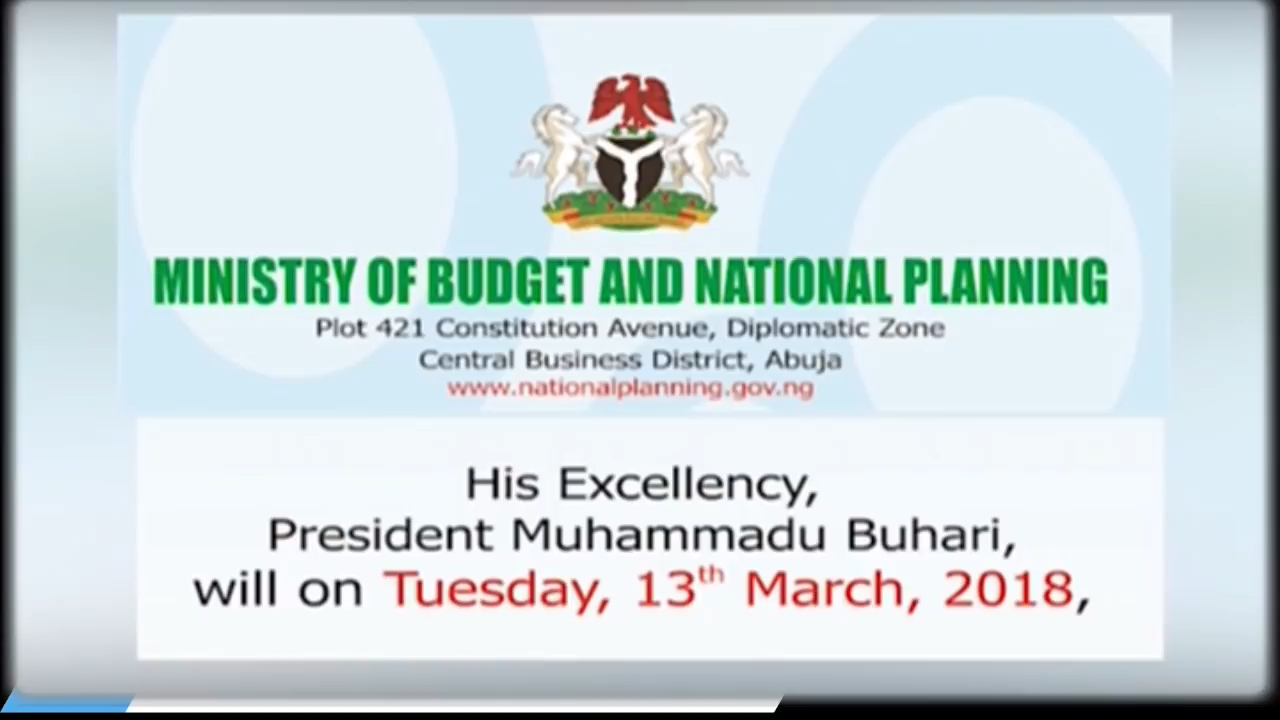 MINISTRY OF BUDGET AND NATIONAL PLANNING
Plot 421 Constitution Avenue, Diplomatic Zone
Central Business District, Abuja
www.nationalplanning.gov.ng
His Excellency,
President Muhammadu Buhari,
will on Tuesday, 13th March, 2018,